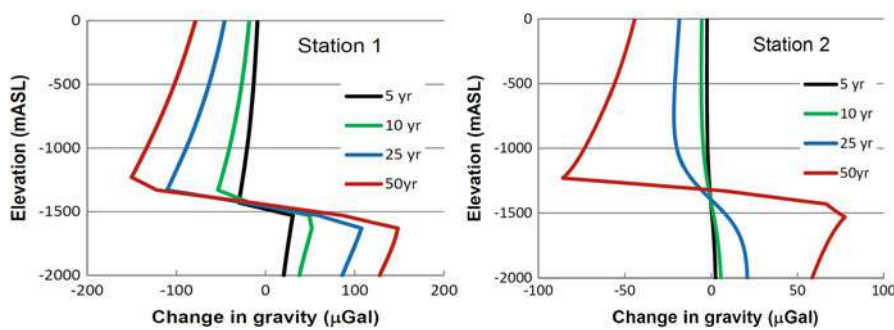 Station 1
Elevation (mASL)
0
-500
-1000
-1500
-2000
5 yr
10 yr
25 yr
50yr
-200
-100
0
100
200
Change in gravity (µGal)
Station 2
Elevation (mASL)
0
-500
-1000
-1500
-2000
5 yr
10 yr
25 yr
50yr
-100
-50
0
50
100
Change in gravity (µGal)